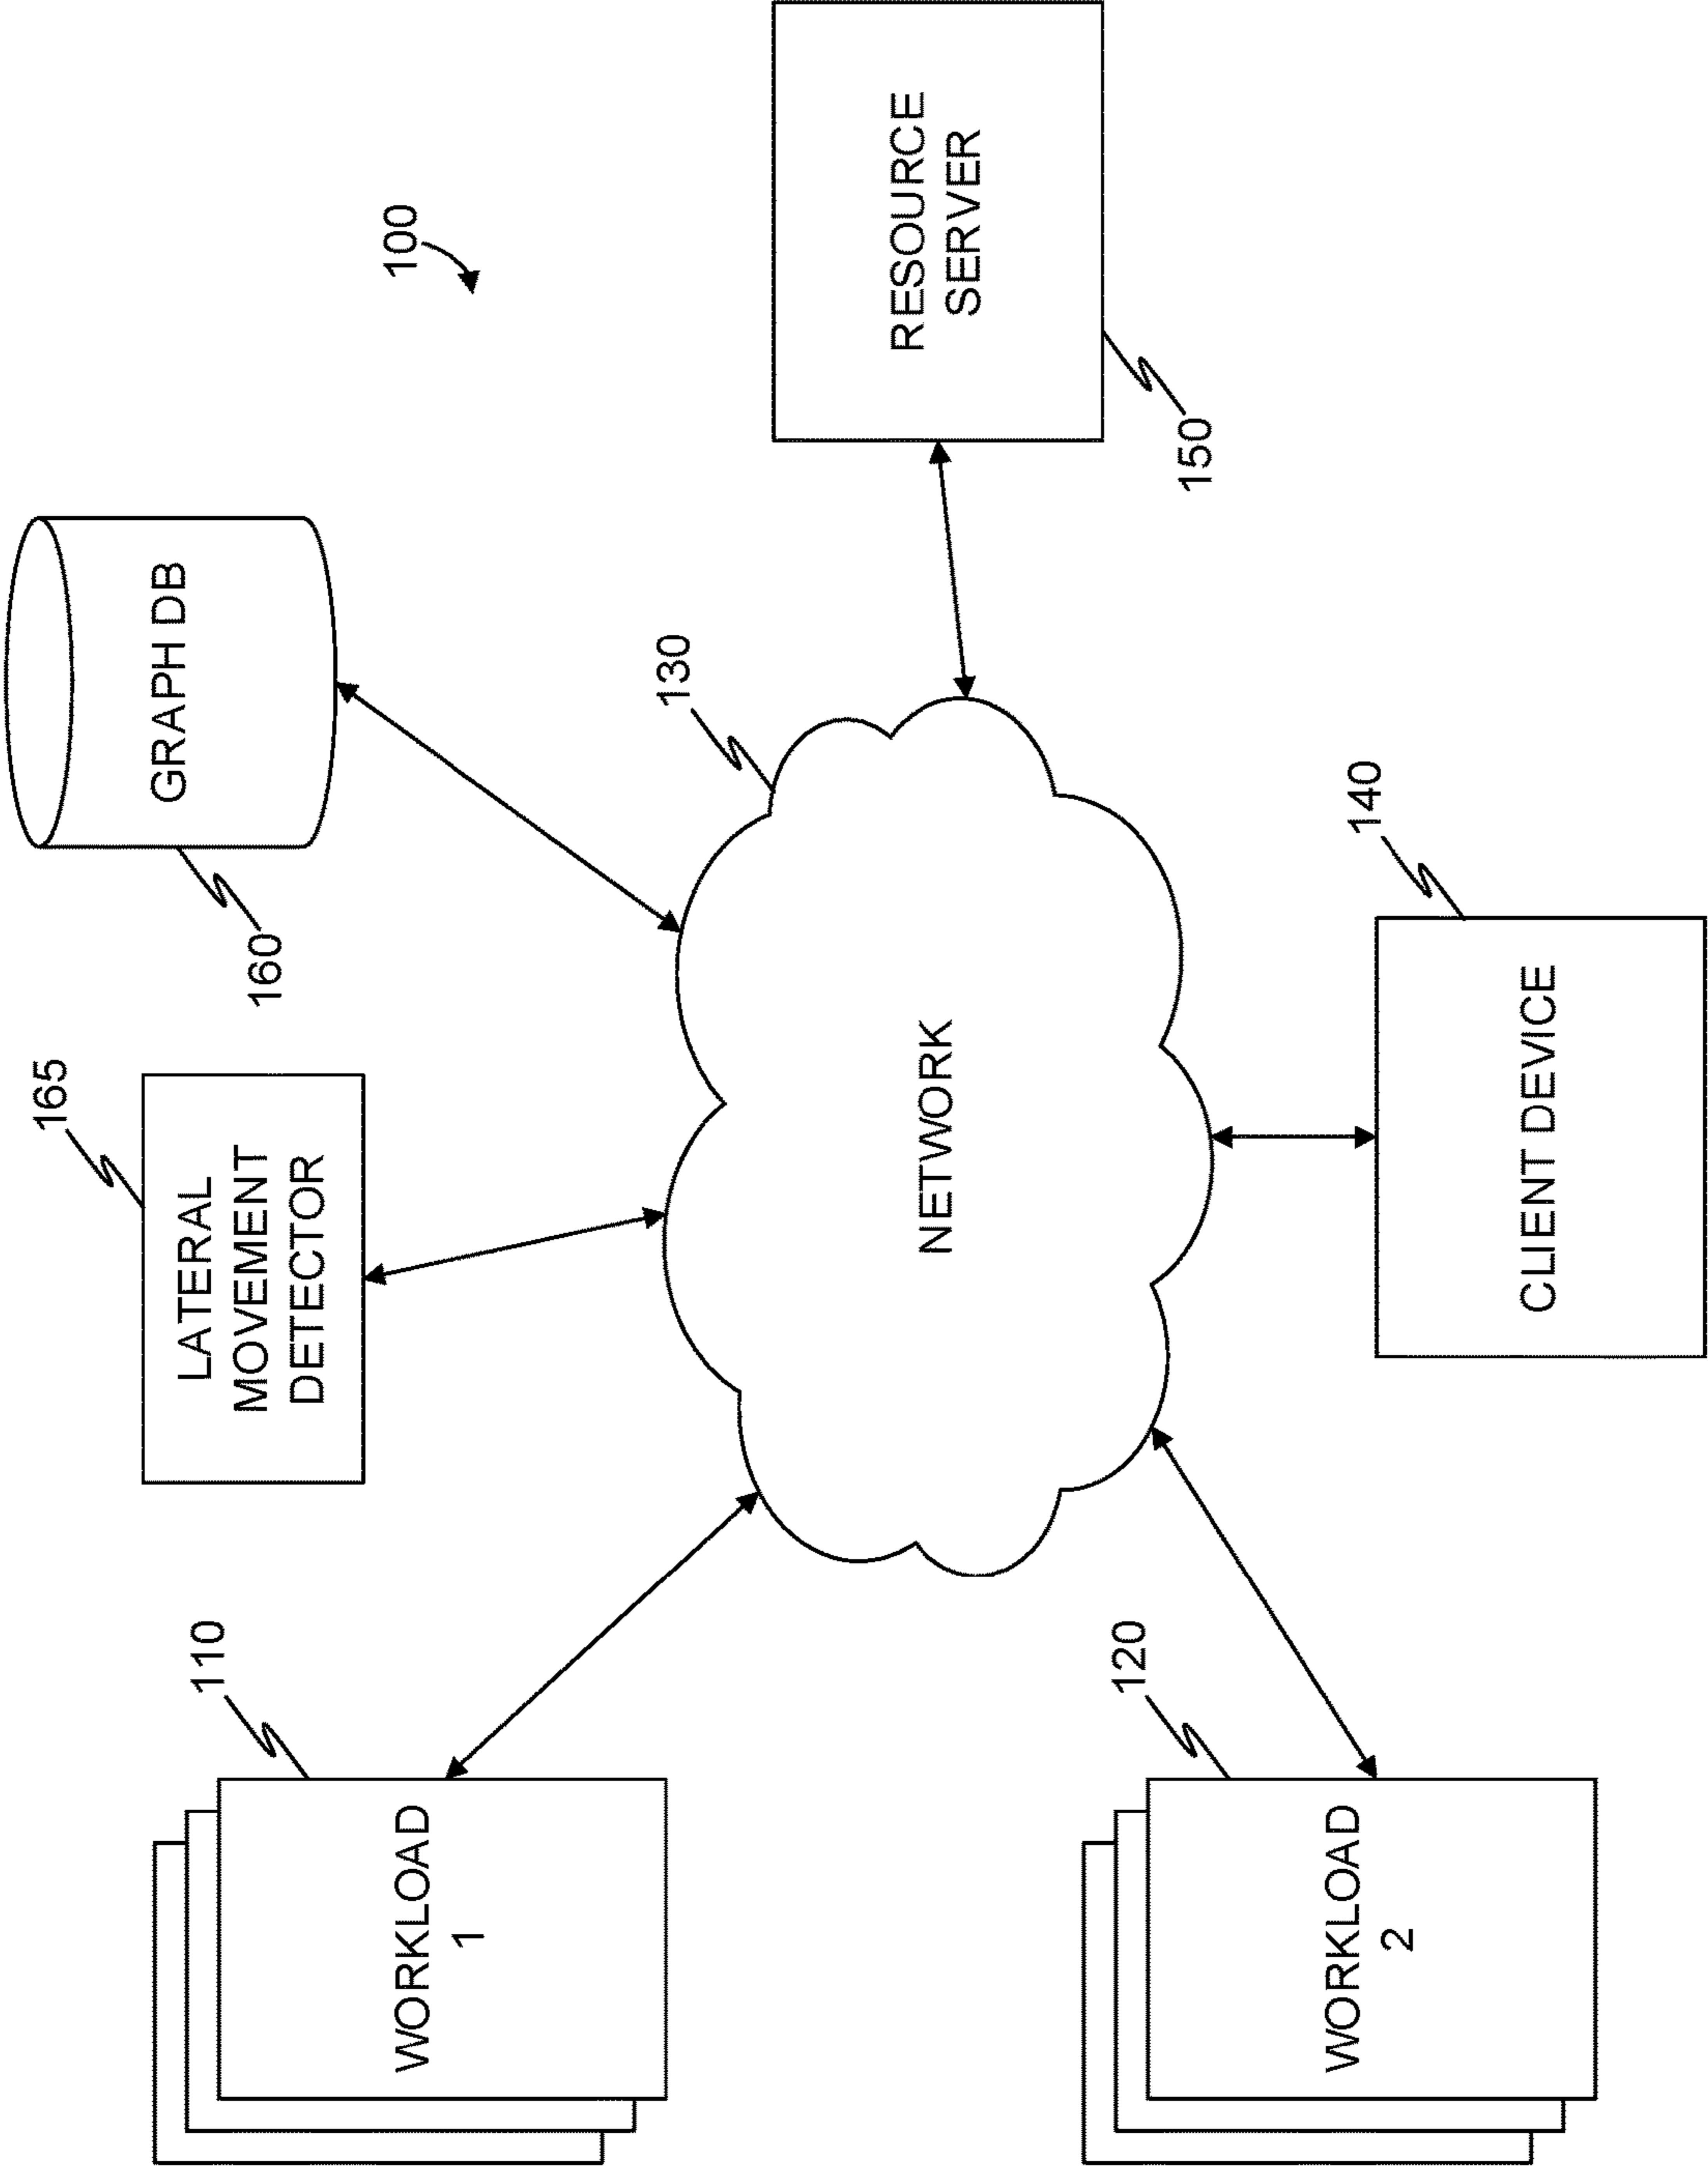 100
165
LATERAL
MOVEMENT
DETECTOR
160
GRAPH DB
110
WORKLOAD
1
130
NETWORK
RESOURCE
SERVER
150
120
WORKLOAD
2
140
CLIENT DEVICE